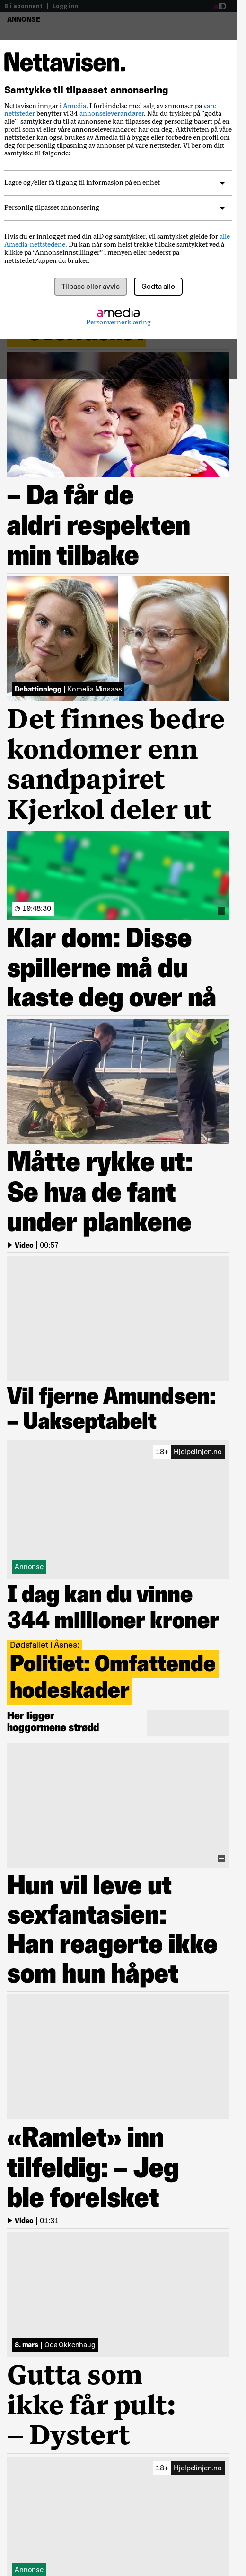 Bli abonnent | Logg inn
aID
ANNONSE
Nettavisen.
Samtykke til tilpasset annonsering
Nettavisen inngår i Amedia. I forbindelse med salg av annonser på våre
nettsteder benytter vi 34 annonseleverandører. Når du trykker på "godta
alle", samtykker du til at annonsene kan tilpasses deg personlig basert på en
profil som vi eller våre annonseleverandører har om deg. Aktiviteten på våre
nettsteder kan også brukes av Amedia til å bygge eller forbedre en profil om
deg for personlig tilpasning av annonser på våre nettsteder. Vi ber om ditt
samtykke til følgende:
Lagre og/eller få tilgang til informasjon på en enhet
Personlig tilpasset annonsering
Hvis du er innlogget med din aID og samtykker, vil samtykket gjelde for alle
Amedia-nettstedene. Du kan når som helst trekke tilbake samtykket ved å
klikke på “Annonseinnstillinger” i menyen eller nederst på
nettstedet/appen du bruker.
Tilpass eller avvis
Godta alle
amedia
Personvernerklæring
– Da får de
aldri respekten
min tilbake
Debattinnlegg | Kornelia Minsaas
Det finnes bedre
kondomer enn
sandpapiret
Kjerkol deler ut
19:48:30
Klar dom: Disse
spillerne må du
kaste deg over nå
Måtte rykke ut:
Se hva de fant
under plankene
Video | 00:57
Vil fjerne Amundsen:
– Uakseptabelt
18+ Hjelpelinjen.no
Annonse
I dag kan du vinne
344 millioner kroner
Dødsfallet i Åsnes:
Politiet: Omfattende
hodeskader
Her ligger
hoggormene strødd
Hun vil leve ut
sexfantasien:
Han reagerte ikke
som hun håpet
«Ramlet» inn
tilfeldig: – Jeg
ble forelsket
Video | 01:31
8. mars | Oda Okkenhaug
Gutta som
ikke får pult:
– Dystert
18+ Hjelpelinjen.no
Annonse